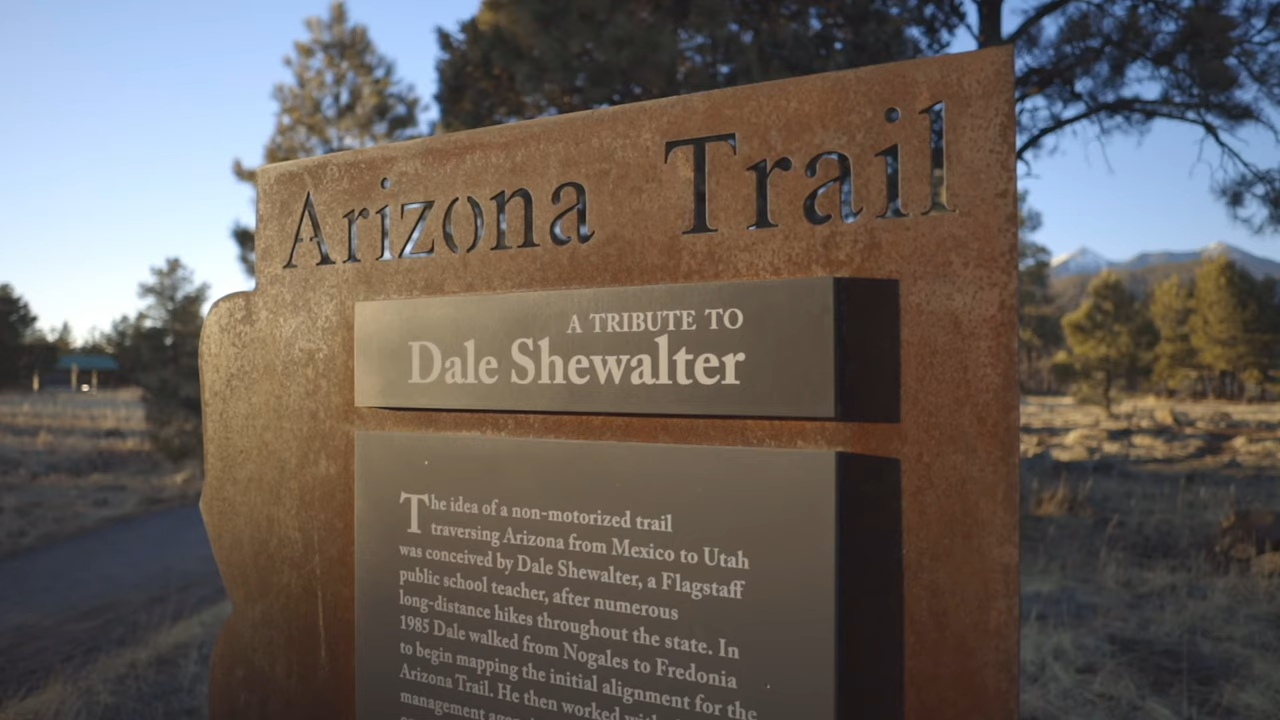 Arizona Trail
A TRIBUTE TO
Dale Shewalter
The idea of a non-motorized trail
traversing Arizona from Mexico to Utah
was conceived by Dale Shewalter, a Flagstaff
public school teacher, after numerous
long-distance hikes throughout the state. In
1985 Dale walked from Nogales to Fredonia
to begin mapping the initial alignment for the
Arizona Trail. He then worked with
management